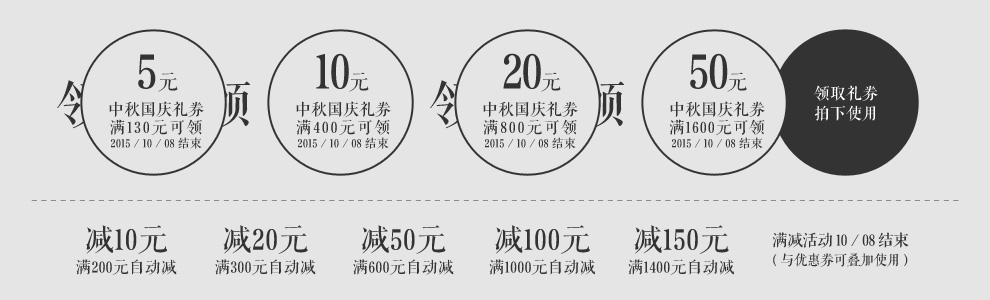 领
5元
中秋国庆礼券
满130元可领
2015 / 10 / 08 结束
10元
中秋国庆礼券
满400元可领
2015 / 10 / 08 结束
领
20元
中秋国庆礼券
满800元可领
2015 / 10 / 08 结束
50元
中秋国庆礼券
满1600元可领
2015 / 10 / 08 结束
领取礼券
拍下使用
减10元
满200元自动减
减20元
满300元自动减
减50元
满600元自动减
减100元
满1000元自动减
减150元
满1400元自动减
满减活动 10 / 08 结束
( 与优惠券可叠加使用 )